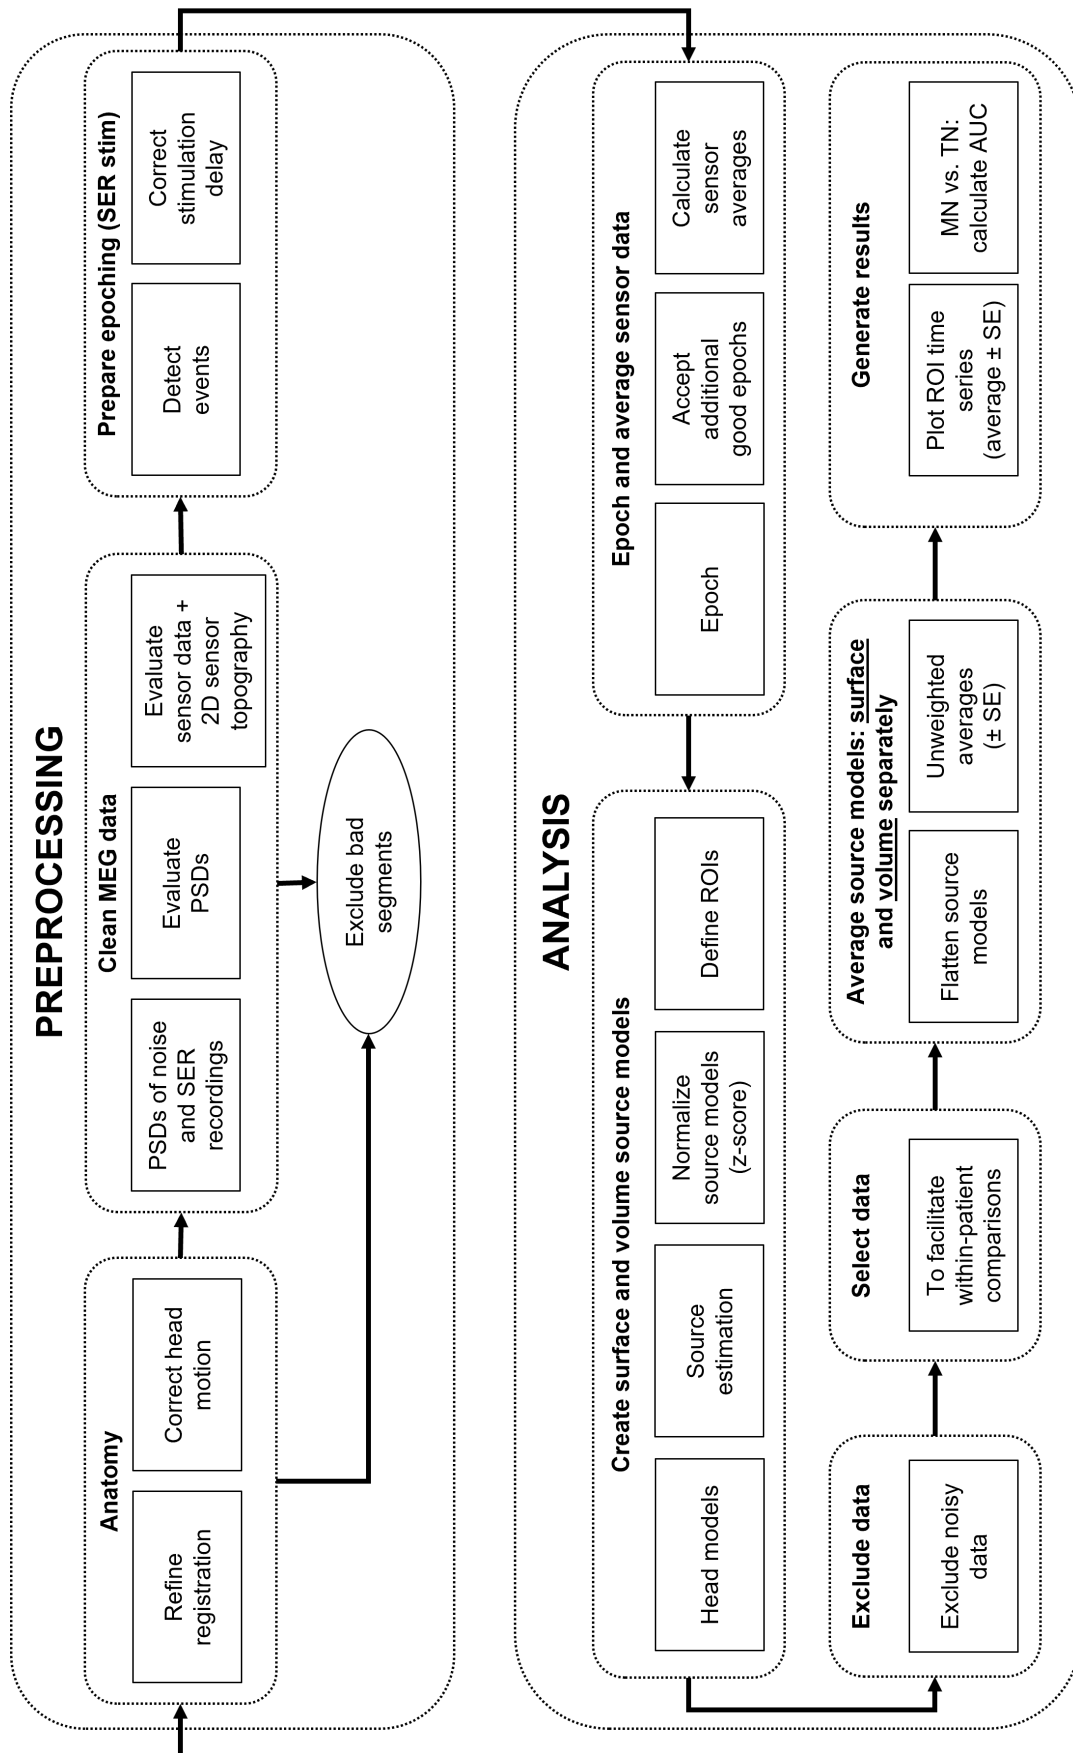 PREPROCESSING
Anatomy
Refine
registration
Correct head
motion
Clean MEG data
PSDs of noise
and SER
recordings
Evaluate
PSDs
Evaluate
sensor data +
2D sensor
topography
Exclude bad
segments
Prepare epoching (SER stim)
Detect
events
Correct
stimulation
delay
ANALYSIS
Epoch and average sensor data
Epoch
Accept
additional
good epochs
Calculate
sensor
averages
Create surface and volume source models
Head models
Source
estimation
Normalize
source models
(z-score)
Define ROIs
Exclude data
Exclude noisy
data
Select data
To facilitate
within-patient
comparisons
Average source models: surface
and volume separately
Flatten source
models
Unweighted
averages
(± SE)
Generate results
Plot ROI time
series
(average ± SE)
MN vs. TN:
calculate AUC